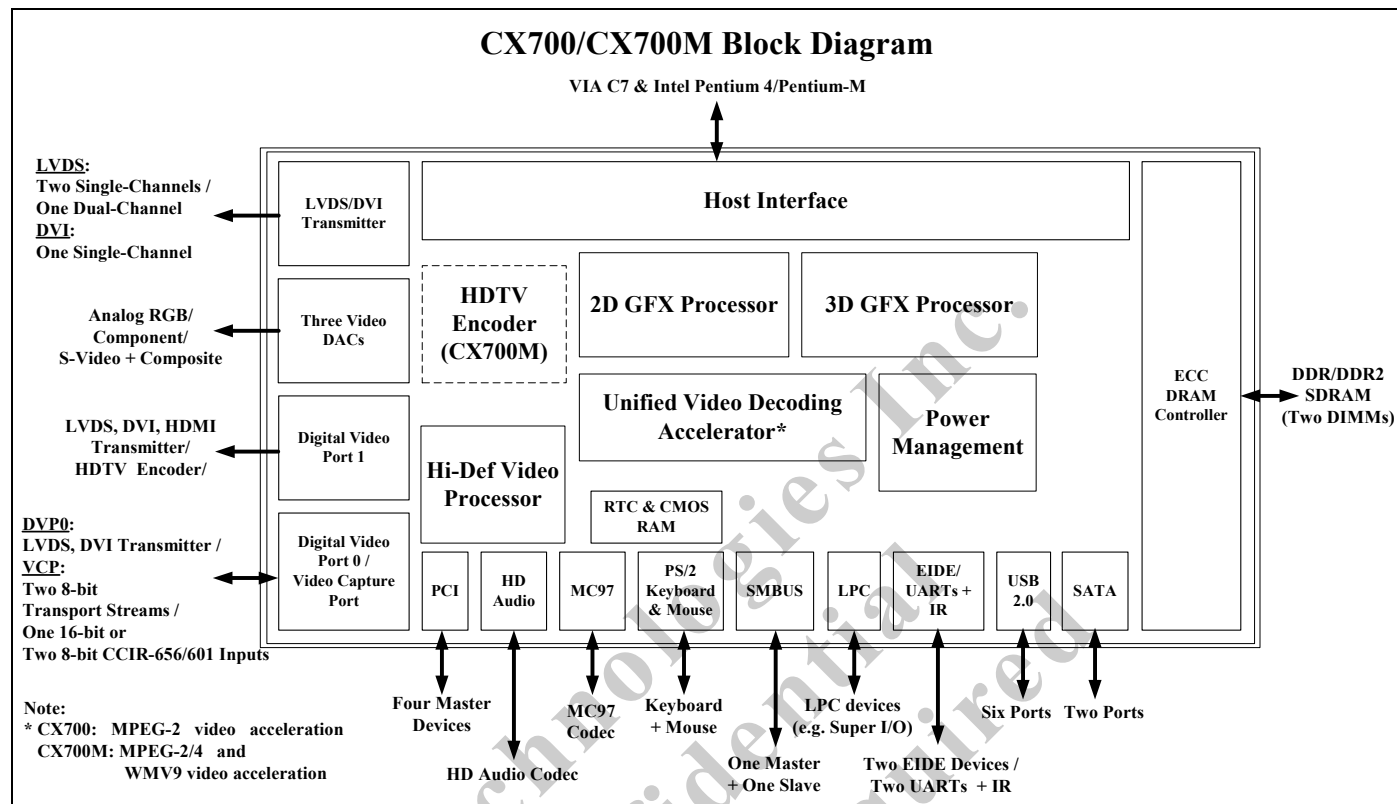 CX700/CX700M Block Diagram
VIA C7 & Intel Pentium 4/Pentium-M
LVDS:
Two Single-Channels /
One Dual-Channel
DVI:
One Single-Channel
LVDS/DVI
Transmitter
Host Interface
Analog RGB/
Component/
S-Video + Composite
Three Video
DACs
HDTV
Encoder
(CX700M)
2D GFX Processor
3D GFX Processor
ECC
DRAM
Controller
DDR/DDR2
SDRAM
(Two DIMMs)
LVDS, DVI, HDMI
Transmitter/
HDTV Encoder/
Digital Video
Port 1
Hi-Def Video
Processor
Unified Video Decoding
Accelerator*
Power
Management
RTC & CMOS
RAM
DVP0:
LVDS, DVI Transmitter /
VCP:
Two 8-bit
Transport Streams /
One 16-bit or
Two 8-bit CCIR-656/601 Inputs
Digital Video
Port 0 /
Video Capture
Port
PCI
HD
Audio
MC97
PS/2
Keyboard
& Mouse
SMBUS
LPC
EIDE/
UARTs +
IR
USB
2.0
SATA
Four Master
Devices
HD Audio Codec
MC97
Codec
Keyboard
+ Mouse
One Master
+ One Slave
LPC devices
(e.g. Super I/O)
Two EIDE Devices /
Two UARTs + IR
Six Ports
Two Ports
Note:
* CX700: MPEG-2 video acceleration
CX700M: MPEG-2/4 and
WMV9 video acceleration